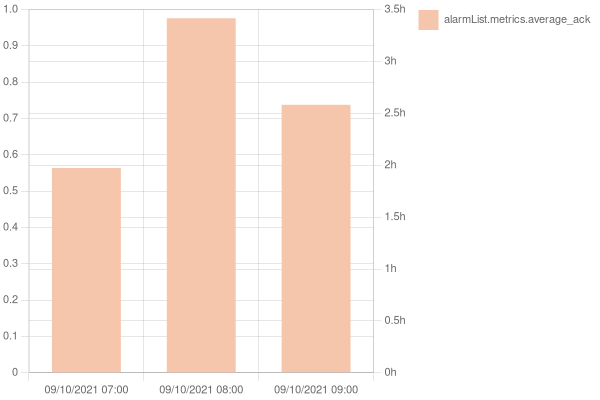 1.0
0.9
0.8
0.7
0.6
0.5
0.4
0.3
0.2
0.1
0
3.5h
3h
2.5h
2h
1.5h
1h
0.5h
0h
09/10/2021 07:00
09/10/2021 08:00
09/10/2021 09:00
alarmList.metrics.average_ack